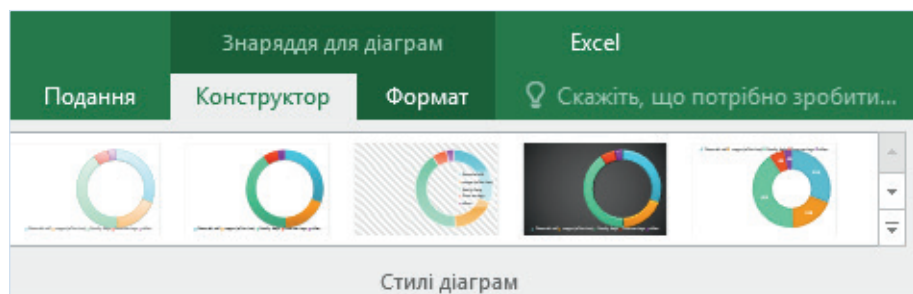 Знаряддя для діаграм Excel
Подання Конструктор Формат Скажіть, що потрібно зробити...
Стилі діаграм